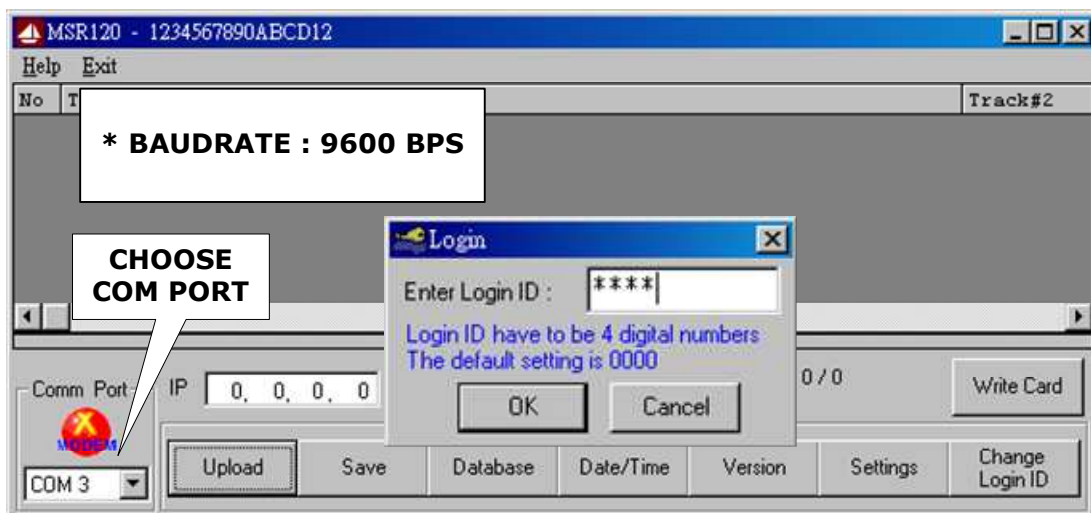 MSR120 - 1234567890ABCD12
Help Exit
No T Track#2
* BAUDRATE : 9600 BPS
CHOOSE
COM PORT
Login
Enter Login ID : ****
Login ID have to be 4 digital numbers
The default setting is 0000
OK Cancel
Comm Port IP 0, 0, 0, 0 0 / 0 Write Card
X
MODEM
COM 3
Upload Save Database Date/Time Version Settings Change
Login ID